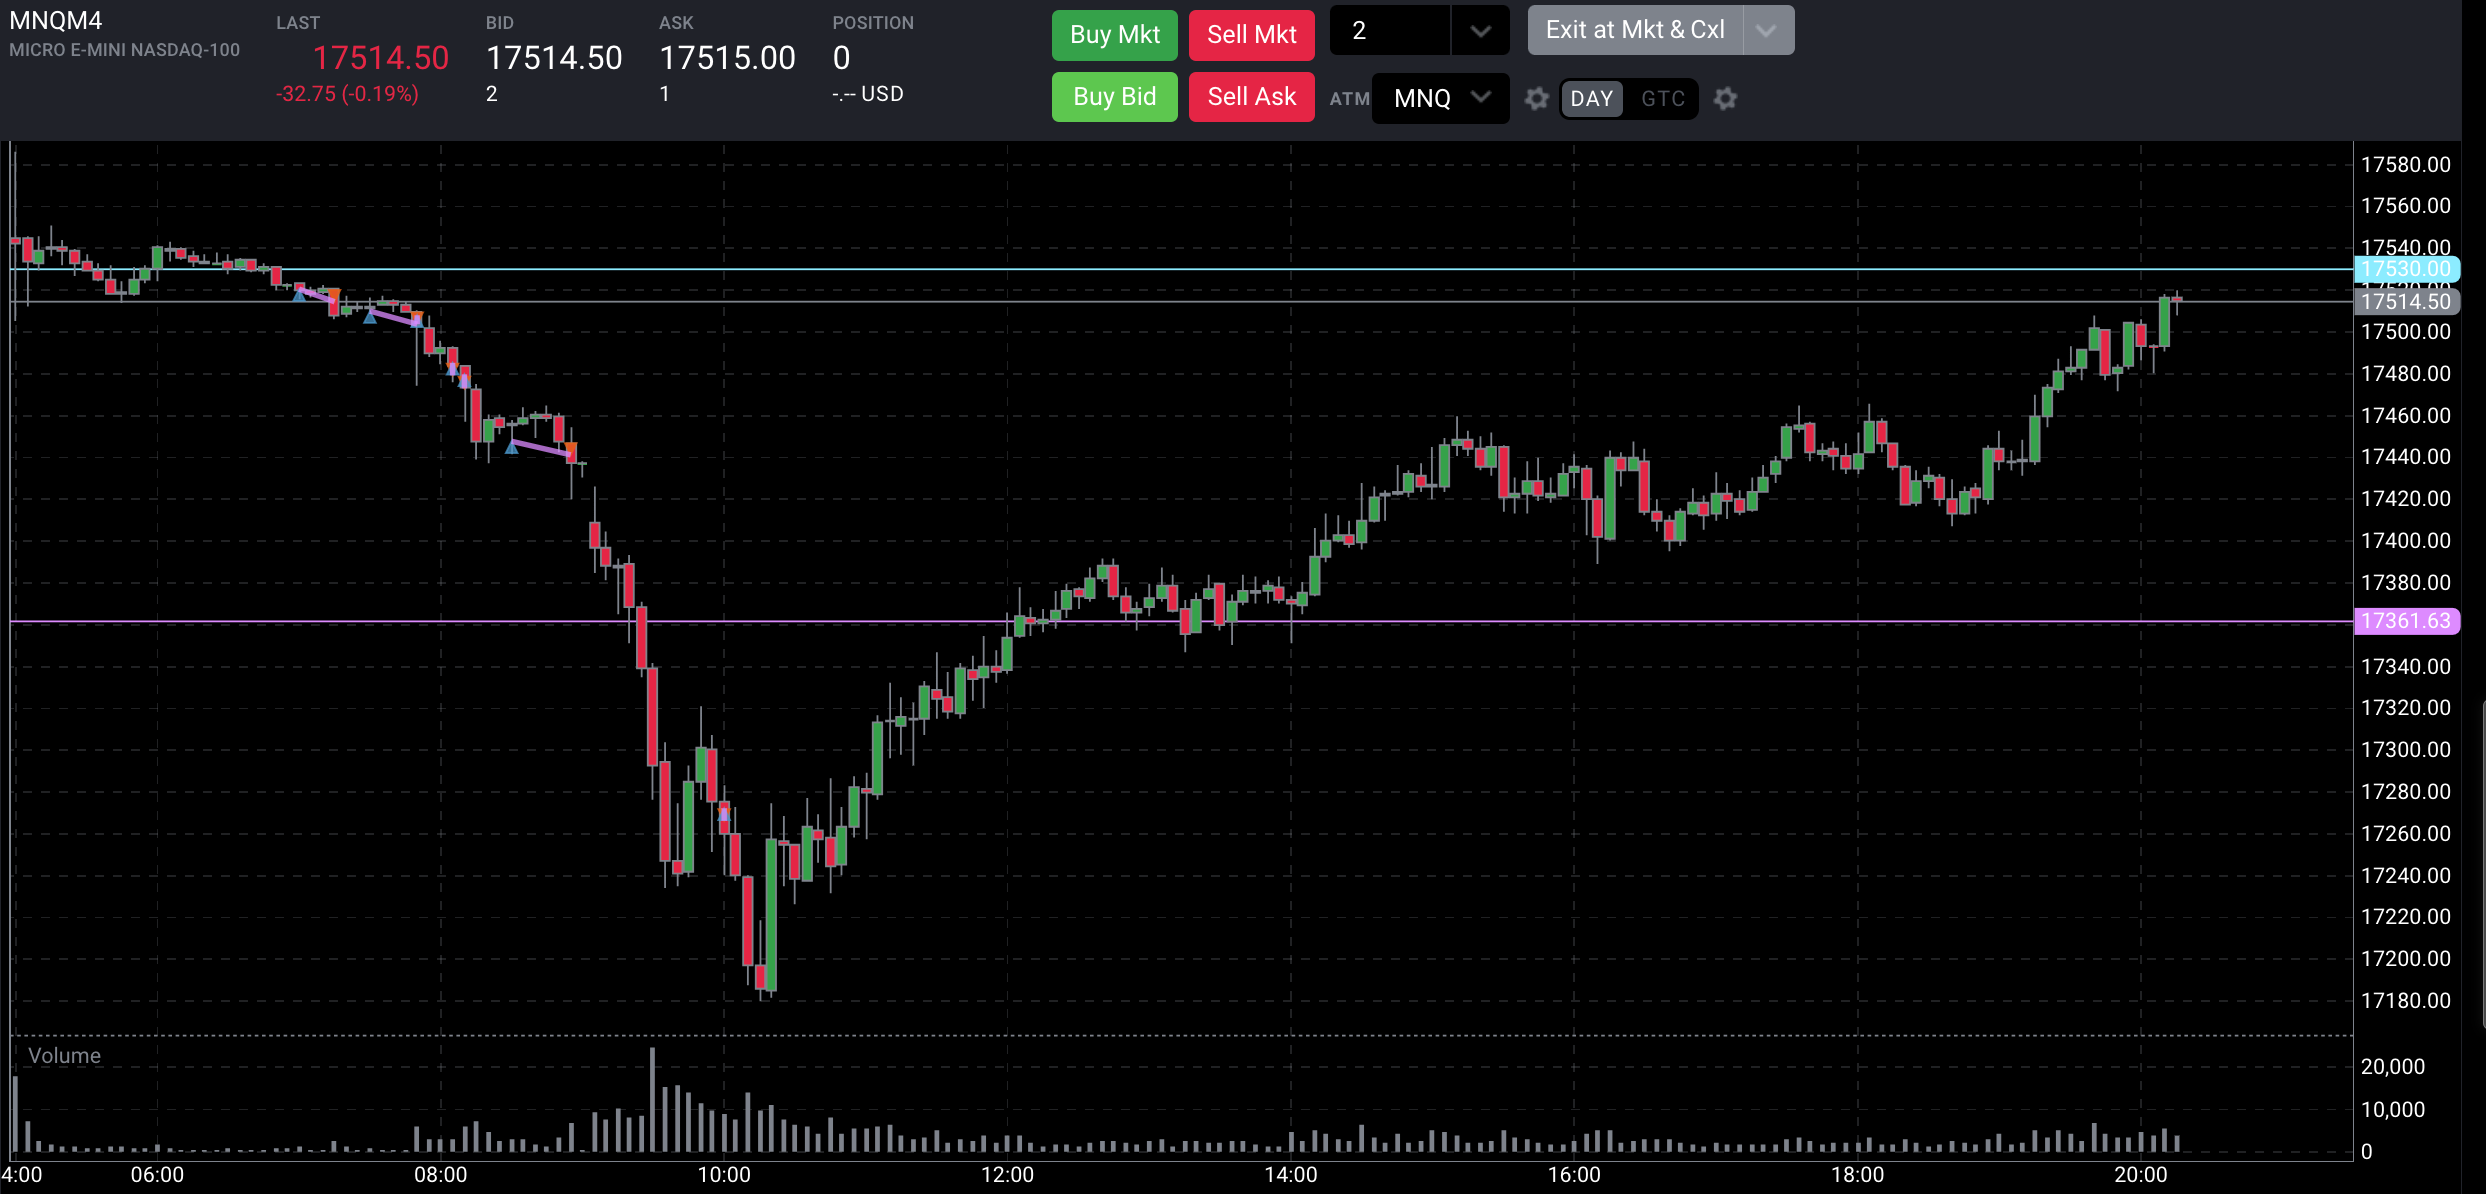 MNQM4
MICRO E-MINI NASDAQ-100
LAST
17514.50
-32.75 (-0.19%)
BID
17514.50
2
ASK
17515.00
1
POSITION
0
-.-- USD
Buy Mkt
Sell Mkt
2
Exit at Mkt & Cxl
Buy Bid
Sell Ask
ATM
MNQ
DAY
GTC
17580.00
17560.00
17540.00
17530.00
17514.50
17500.00
17480.00
17460.00
17440.00
17420.00
17400.00
17380.00
17361.63
17340.00
17320.00
17300.00
17280.00
17260.00
17240.00
17220.00
17200.00
17180.00
Volume
20,000
10,000
0
4:00 06:00 08:00 10:00 12:00 14:00 16:00 18:00 20:00